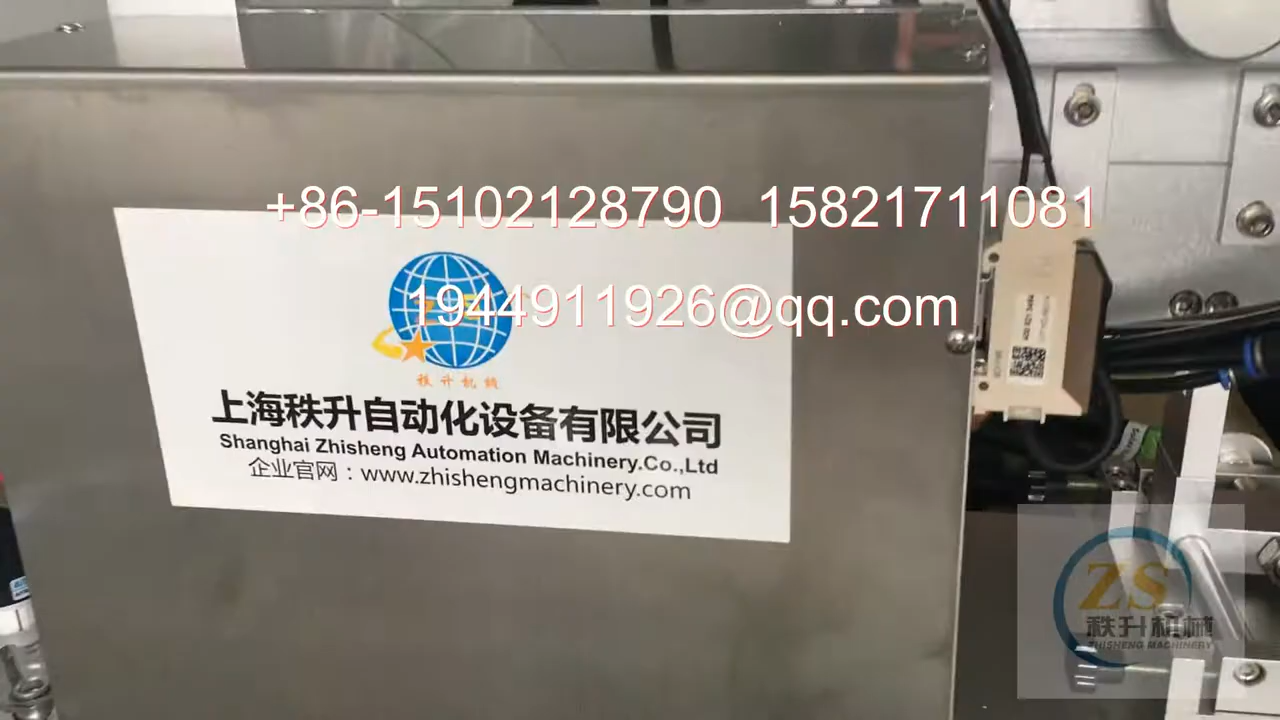 +86-15102128790 15821711081
1944911926@qq.com
秩升机械
上海秩升自动化设备有限公司
Shanghai Zhisheng Automation Machinery.Co.,Ltd
企业官网：www.zhishengmachinery.com
ZS
秩升机械
ZHISHENG MACHINERY